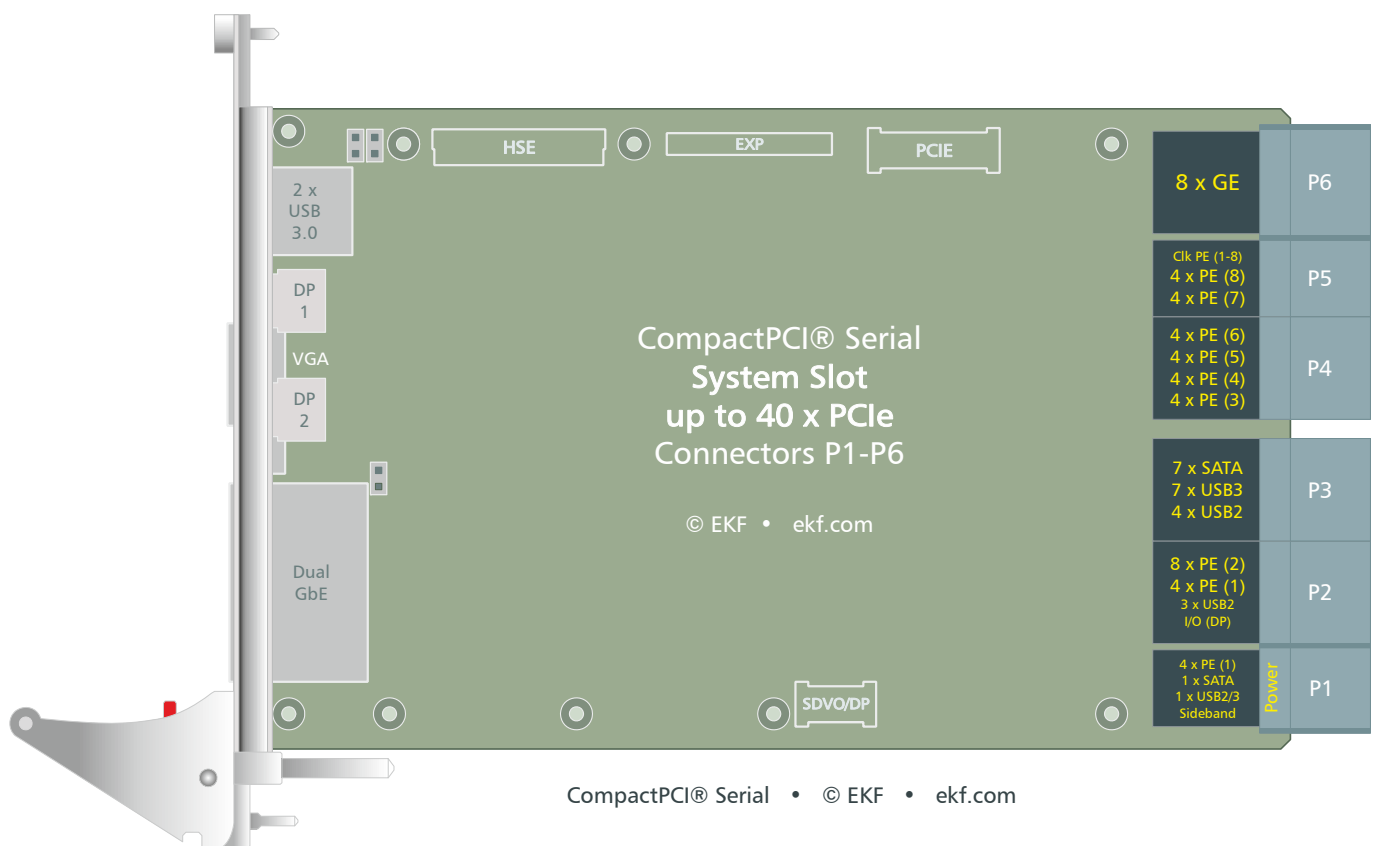 HSE
EXP
PCIE
2 x
USB
3.0
DP
1
VGA
DP
2
Dual
GbE
CompactPCI® Serial
System Slot
up to 40 x PCIe
Connectors P1-P6
© EKF • ekf.com
SDVO/DP
8 x GE
P6
Clk PE (1-8)
4 x PE (8)
4 x PE (7)
P5
4 x PE (6)
4 x PE (5)
4 x PE (4)
4 x PE (3)
P4
7 x SATA
7 x USB3
4 x USB2
P3
8 x PE (2)
4 x PE (1)
3 x USB2
I/O (DP)
P2
4 x PE (1)
1 x SATA
1 x USB2/3
Sideband
Power
P1
CompactPCI® Serial • © EKF • ekf.com